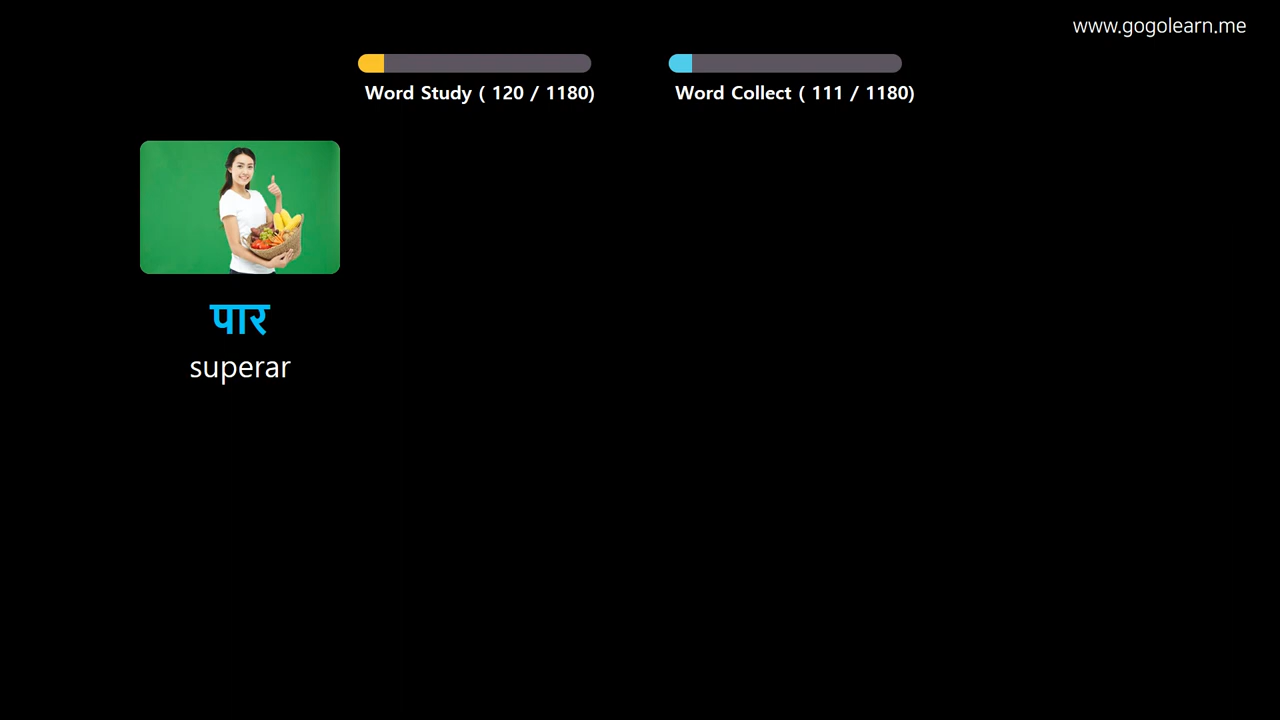 www.gogolearn.me
Word Study ( 120 / 1180)
Word Collect ( 111 / 1180)
पार
superar